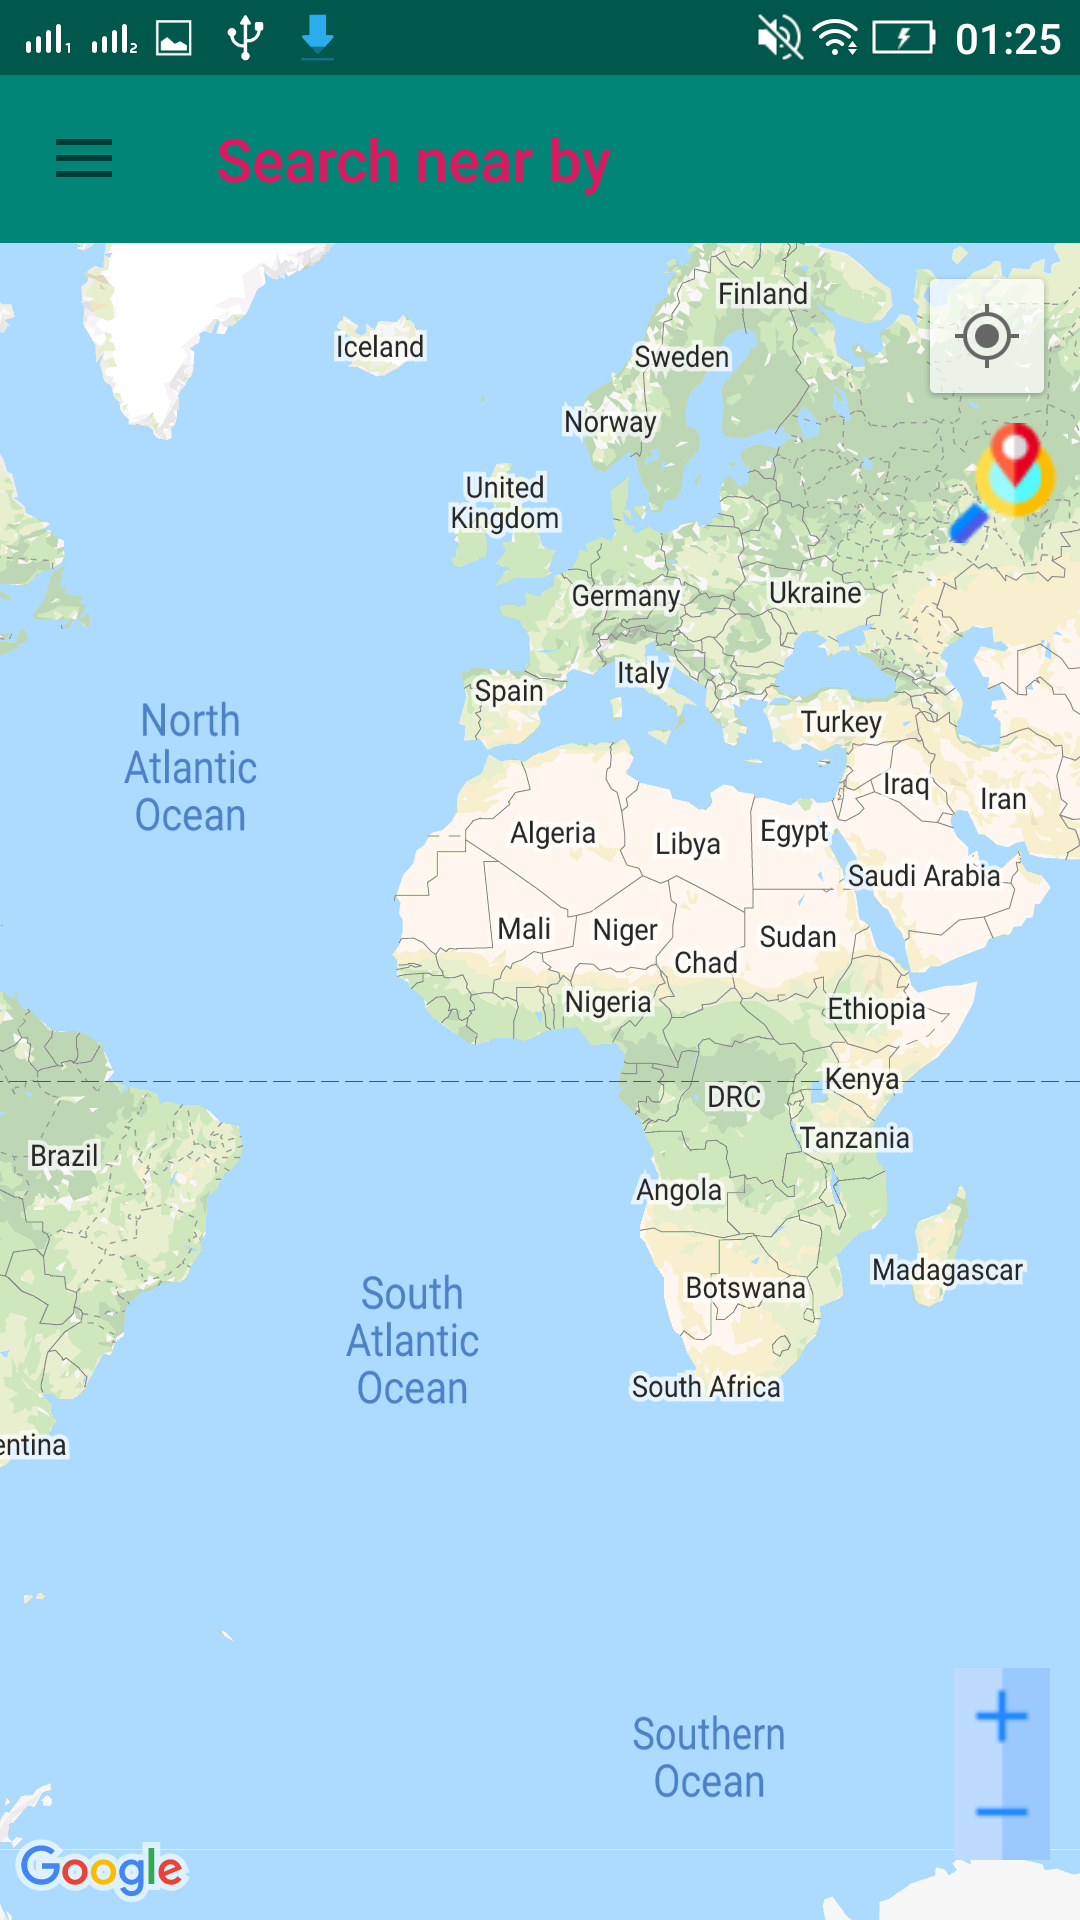 1 2 01:25
Search near by
Finland
Iceland
Sweden
Norway
United
Kingdom
Germany
Ukraine
Italy
Spain
Turkey
North
Atlantic
Ocean
Iraq
Iran
Algeria
Libya
Egypt
Saudi Arabia
Mali
Niger
Sudan
Chad
Nigeria
Ethiopia
Kenya
DRC
Tanzania
Brazil
Angola
Madagascar
Botswana
South
Atlantic
Ocean
South Africa
entina
Southern
Ocean
Google